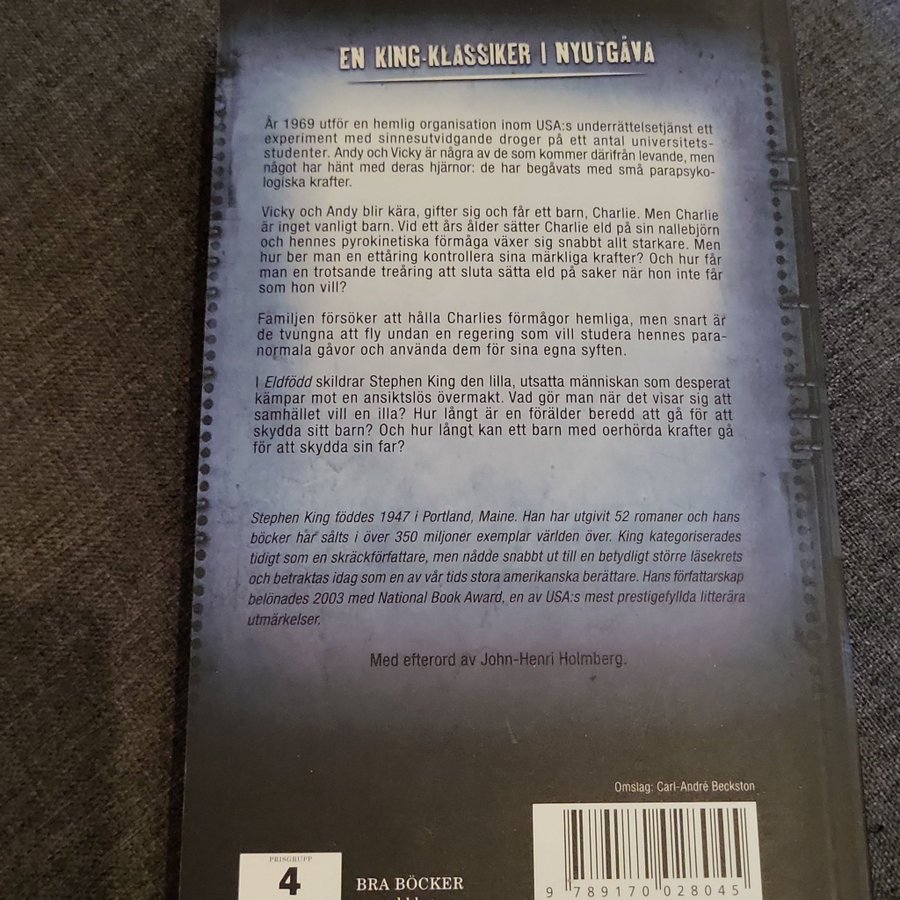 EN KING-KLASSIKER I NYUTGÅVA
År 1969 utför en hemlig organisation inom USA:s underrättelsetjänst ett
experiment med sinnesutvidgande droger på ett antal universitets-
studenter. Andy och Vicky är några av de som kommer därifrån levande, men
något har hänt med deras hjärnor: de har begåvats med små parapsyko-
logiska krafter.
Vicky och Andy blir kära, gifter sig och får ett barn, Charlie. Men Charlie
är inget vanligt barn. Vid ett års ålder sätter Charlie eld på sin nallebjörn
och hennes pyrokinetiska förmåga växer sig snabbt allt starkare. Men
hur ber man en ettåring kontrollera sina märkliga krafter? Och hur får
man en trotsande treåring att sluta sätta eld på saker när hon inte får
som hon vill?
Familjen försöker att hålla Charlies förmågor hemliga, men snart är
de tvungna att fly undan en regering som vill studera hennes para-
normala gåvor och använda dem för sina egna syften.
I Eldfödd skildrar Stephen King den lilla, utsatta människan som desperat
kämpar mot en ansiktslös övermakt. Vad gör man när det visar sig att
samhället vill en illa? Hur långt är en förälder beredd att gå för att
skydda sitt barn? Och hur långt kan ett barn med oerhörda krafter gå
för att skydda sin far?
Stephen King föddes 1947 i Portland, Maine. Han har utgivit 52 romaner och hans
böcker har sålts i över 350 miljoner exemplar världen över. King kategoriserades
tidigt som en skräckförfattare, men nådde snabbt ut till en betydligt större läsekrets
och betraktas idag som en av vår tids stora amerikanska berättare. Hans författarskap
belönades 2003 med National Book Award, en av USA:s mest prestigefyllda litterära
utmärkelser.
Med efterord av John-Henri Holmberg.
Omslag: Carl-André Beckston
PRISGRUPP
4
BRA BÖCKER
9 789170 028045